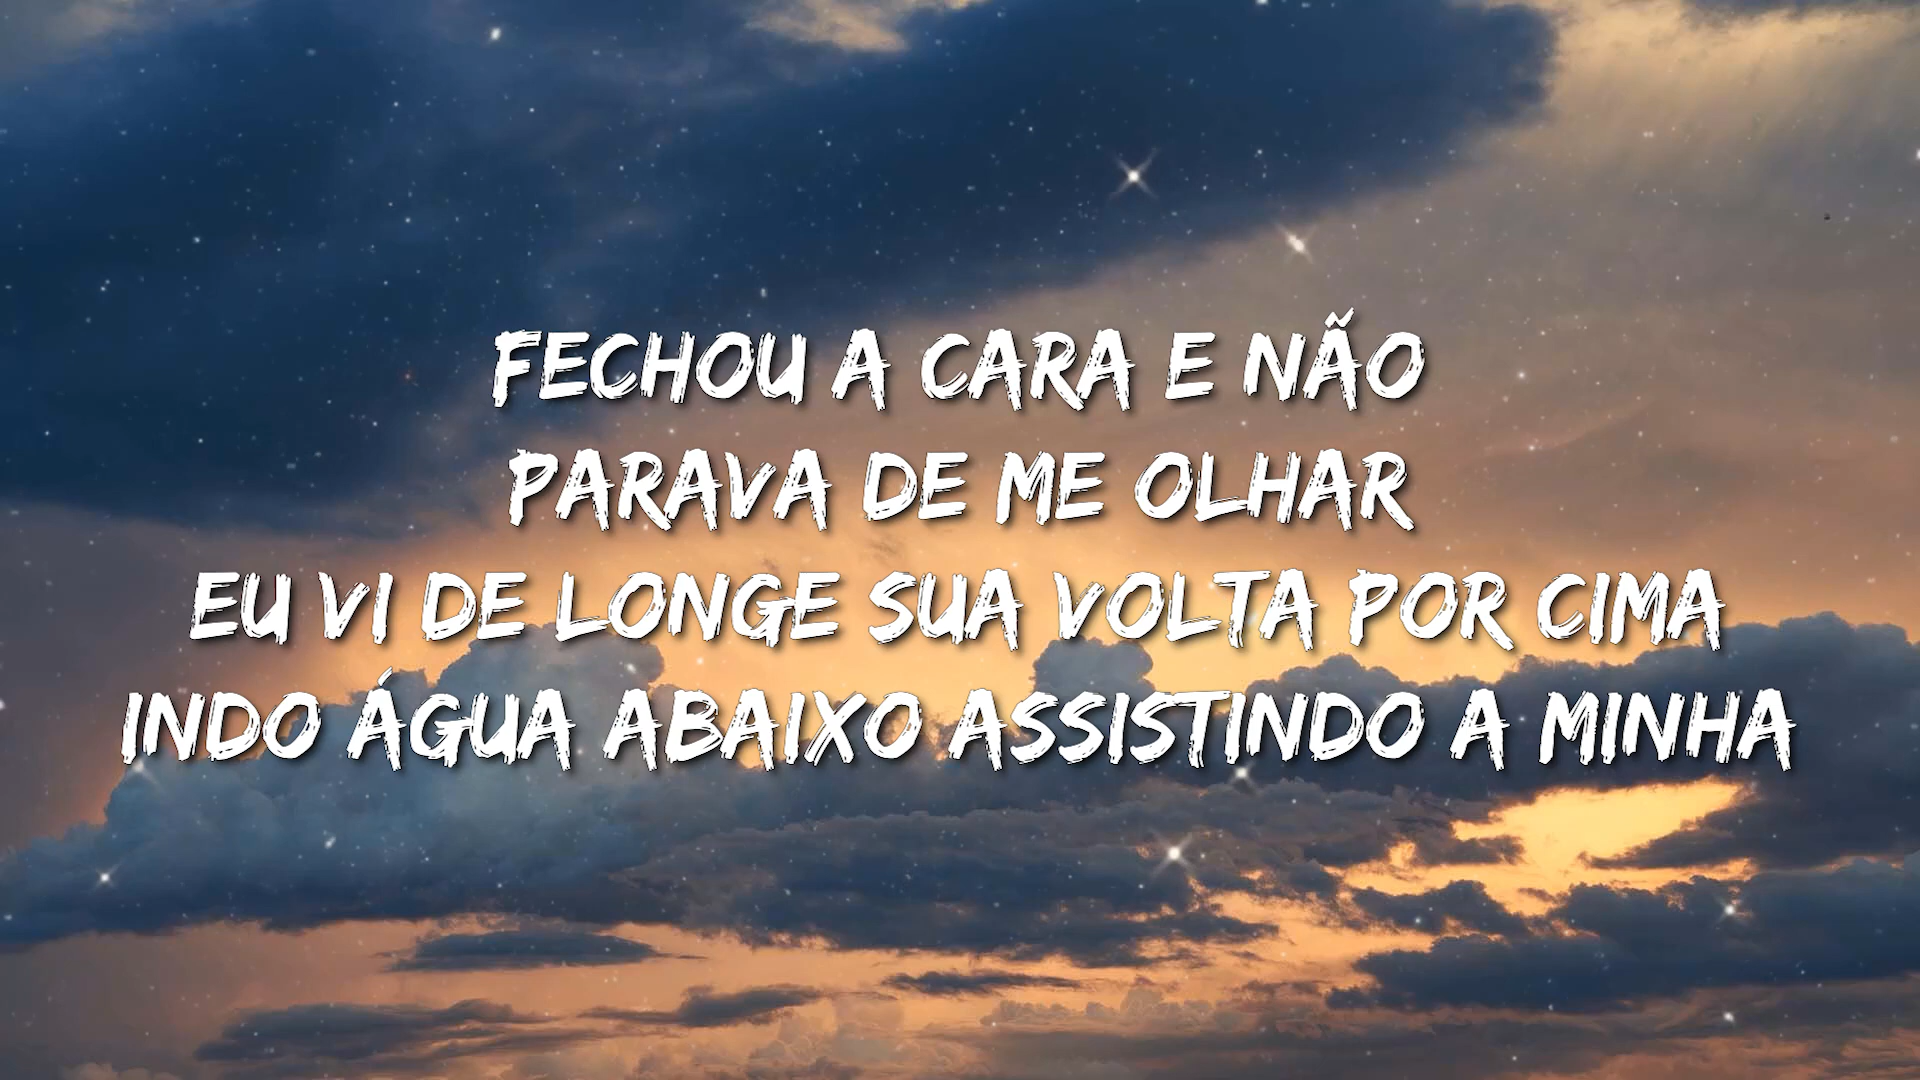 FECHOU A CARA E NÃO
PARAVA DE ME OLHAR
EU VI DE LONGE SUA VOLTA POR CIMA
INDO ÁGUA ABAIXO ASSISTINDO A MINHA